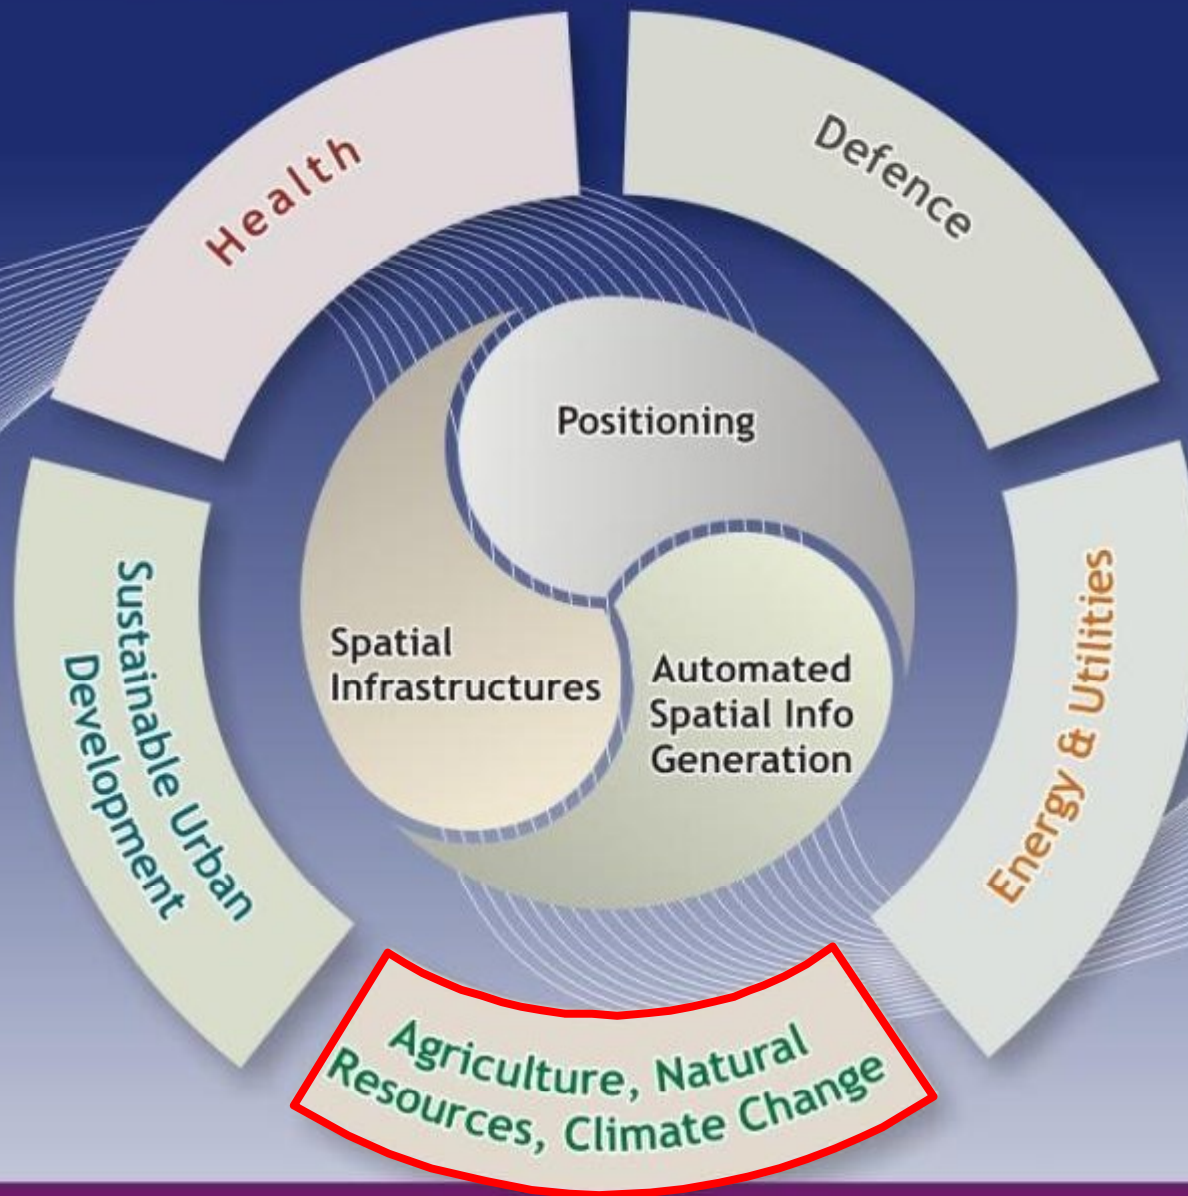 Health
Defence
Positioning
Spatial
Infrastructures
Automated
Spatial Info
Generation
Sustainable Urban
Development
Energy & Utilities
Agriculture, Natural
Resources, Climate Change